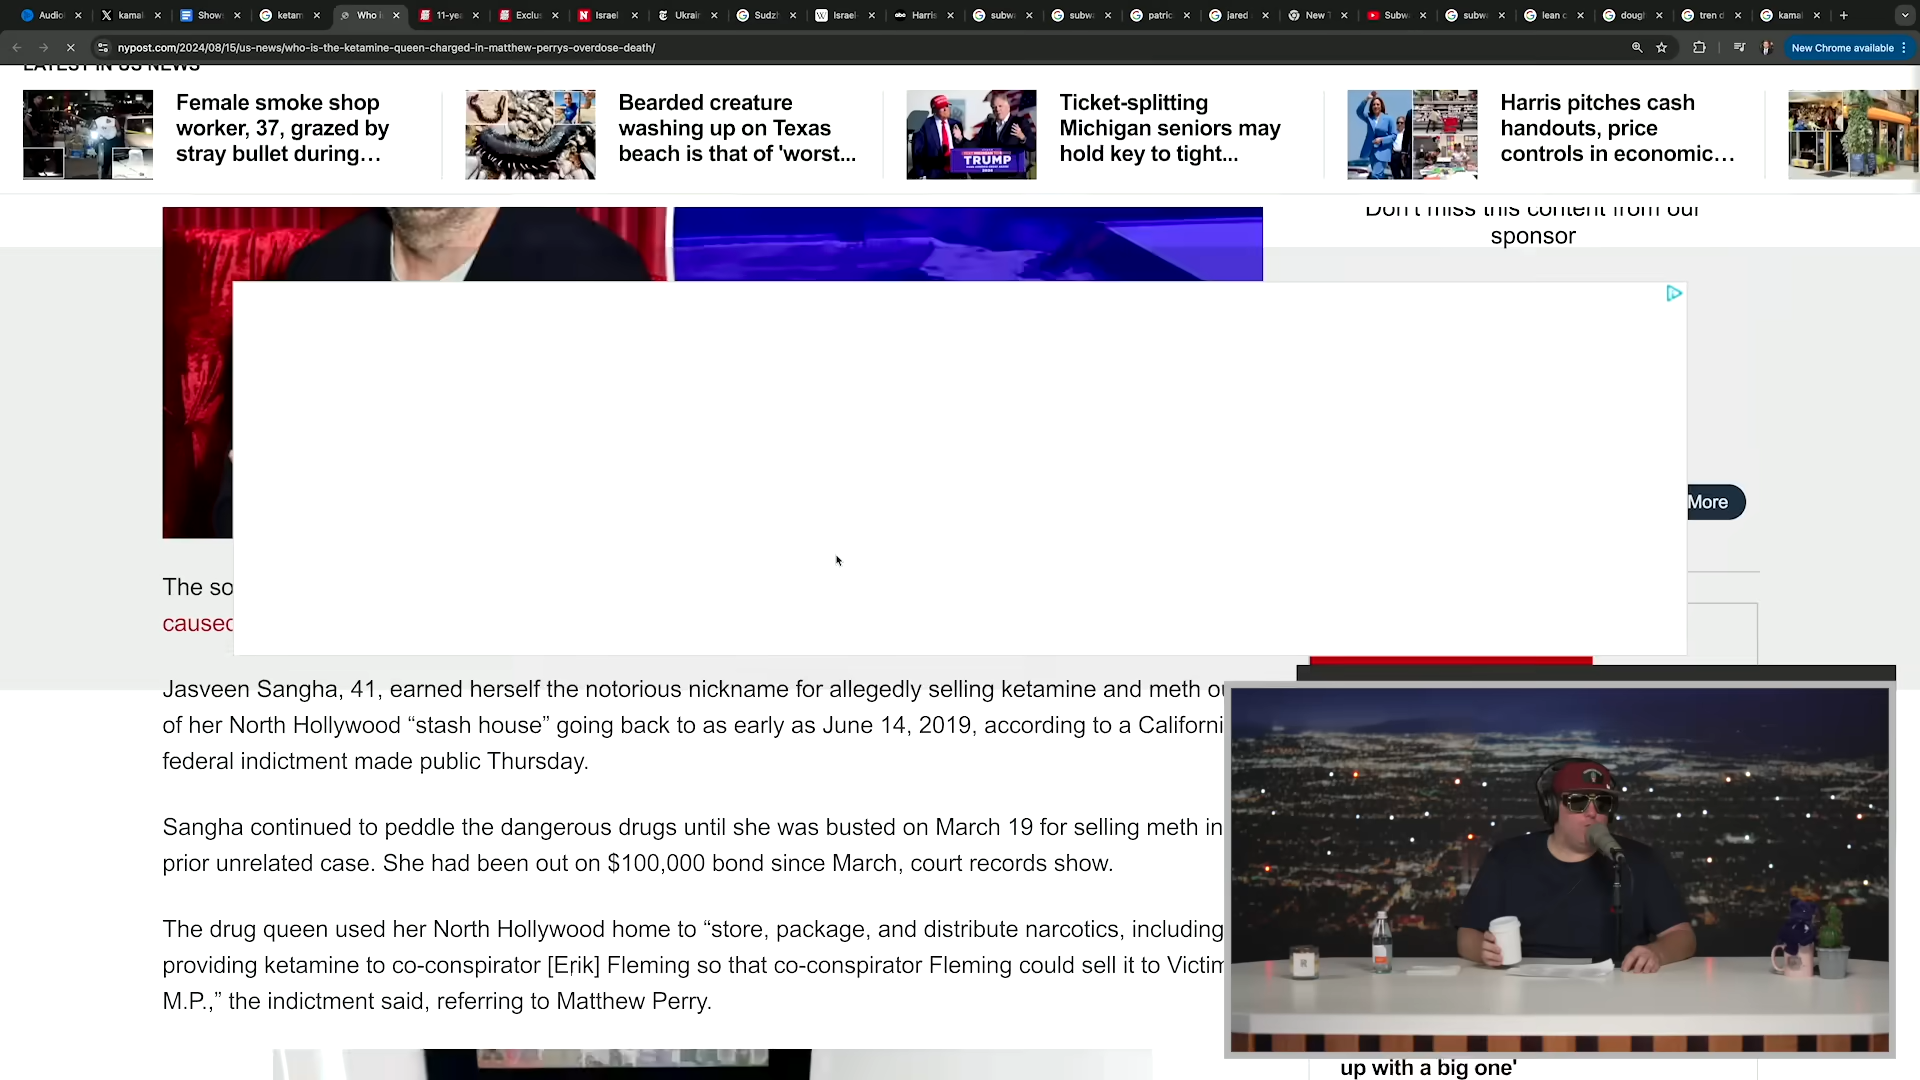 Audioi
kamal
Show
ketam
Who i
11-yea
Exclus
Israel
Ukrain
Sudzh
Israel-
Harris
subwa
subwa
patric
jared
New T
Subw
subw
lean c
dough
tren d
kamal
nypost.com/2024/08/15/us-news/who-is-the-ketamine-queen-charged-in-matthew-perrys-overdose-death/
New Chrome available
LATEST IN US NEWS
Female smoke shop
worker, 37, grazed by
stray bullet during...
Bearded creature
washing up on Texas
beach is that of 'worst...
TRUMP
Ticket-splitting
Michigan seniors may
hold key to tight...
Harris pitches cash
handouts, price
controls in economic...
Don't miss this content from our
sponsor
More
The so
caused
Jasveen Sangha, 41, earned herself the notorious nickname for allegedly selling ketamine and meth ou
of her North Hollywood “stash house” going back to as early as June 14, 2019, according to a Californi
federal indictment made public Thursday.
Sangha continued to peddle the dangerous drugs until she was busted on March 19 for selling meth in
prior unrelated case. She had been out on $100,000 bond since March, court records show.
The drug queen used her North Hollywood home to “store, package, and distribute narcotics, including
providing ketamine to co-conspirator [Erik] Fleming so that co-conspirator Fleming could sell it to Victim
M.P.,” the indictment said, referring to Matthew Perry.
up with a big one'